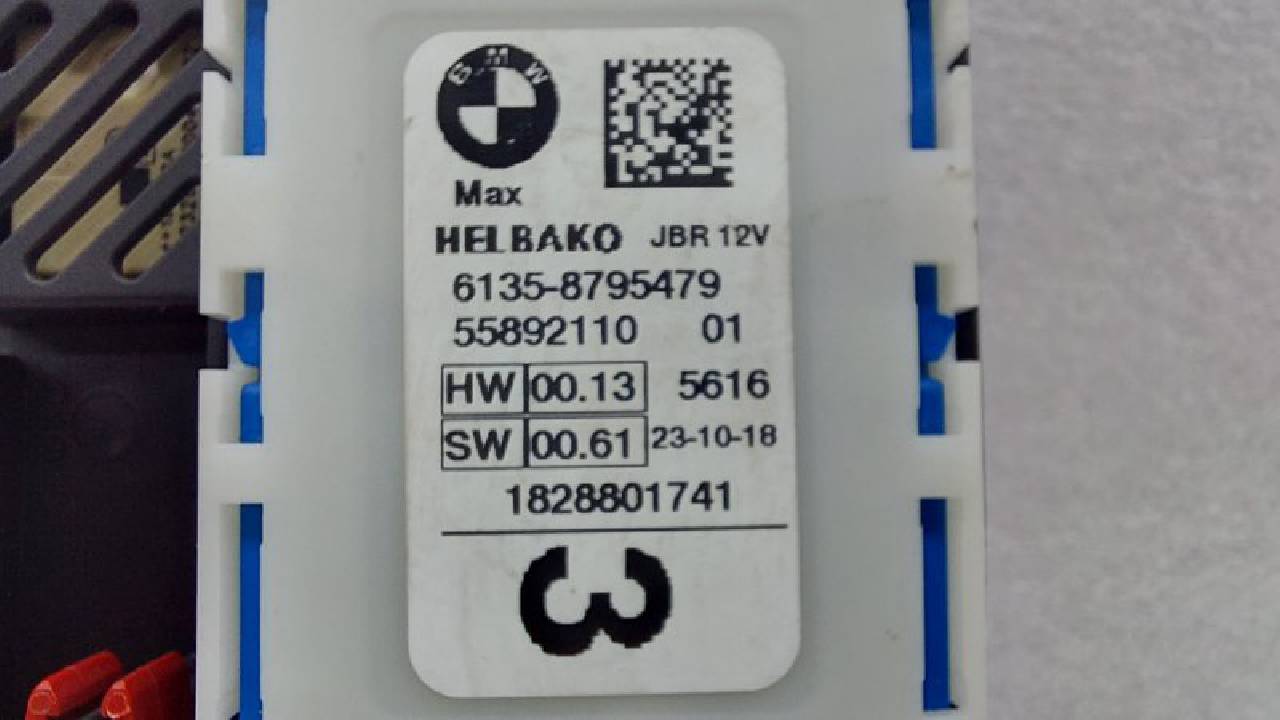 BMW
Max
HELBAKO JBR 12V
6135-8795479
55892110 01
HW 00.13 5616
SW 00.61 23-10-18
1828801741
3